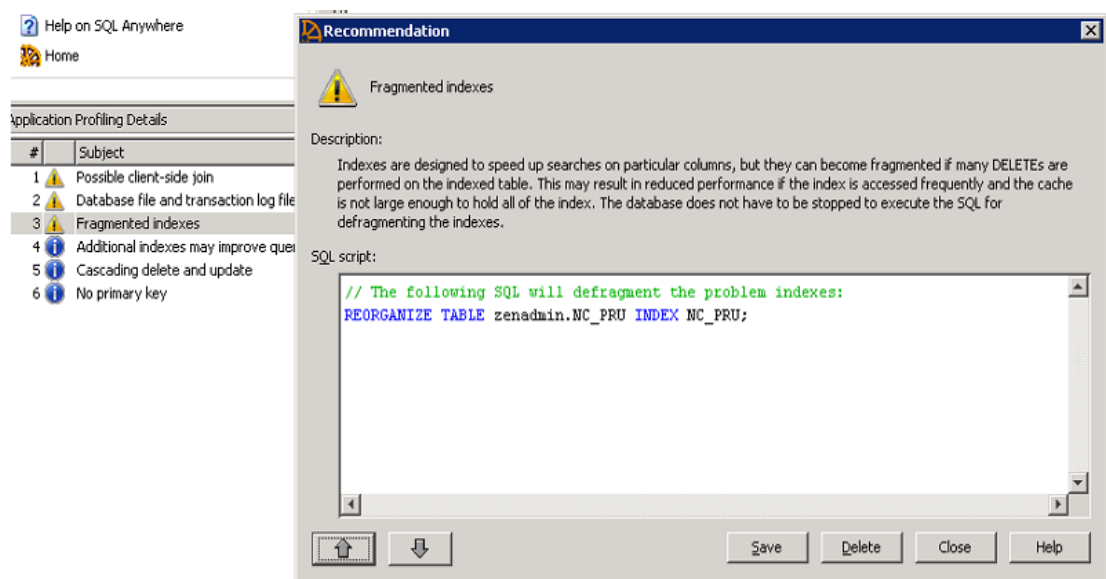 Help on SQL Anywhere
Home
Application Profiling Details
# Subject
1 Possible client-side join
2 Database file and transaction log file
3 Fragmented indexes
4 Additional indexes may improve quer
5 Cascading delete and update
6 No primary key
Recommendation
Fragmented indexes
Description:
Indexes are designed to speed up searches on particular columns, but they can become fragmented if many DELETEs are
performed on the indexed table. This may result in reduced performance if the index is accessed frequently and the cache
is not large enough to hold all of the index. The database does not have to be stopped to execute the SQL for
defragmenting the indexes.
SQL script:
// The following SQL will defragment the problem indexes:
REORGANIZE TABLE zenadmin.NC_PRU INDEX NC_PRU;
Save Delete Close Help